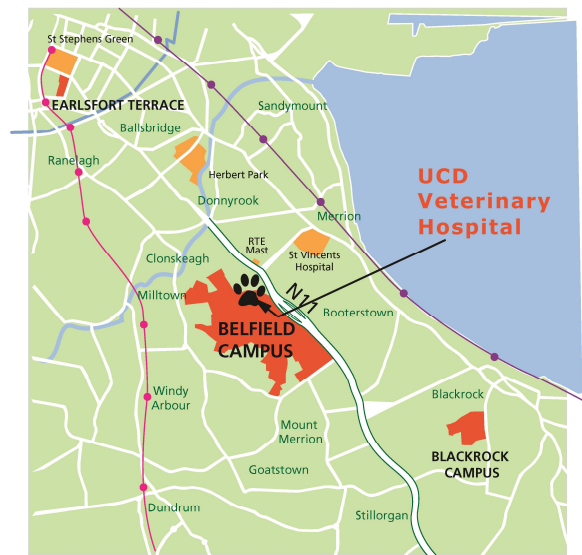 St Stephens Green
EARLSFORT TERRACE
Sandymount
Ballsbridge
Ranelagh
Herbert Park
UCD
Veterinary
Hospital
Donnyrook
Merrion
RTE
Mast
St Vincents
Hospital
Clonskeagh
Milltown
N11
Booterstown
BELFIELD
CAMPUS
Windy
Arbour
Blackrock
Mount
Merrion
BLACKROCK
CAMPUS
Goatstown
Dundrum
Stillorgan